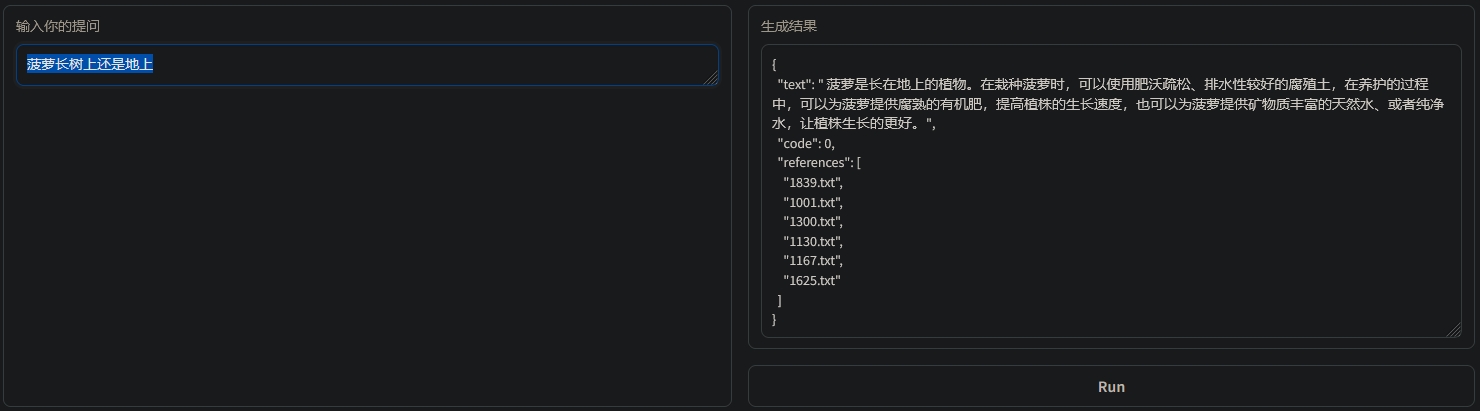 输入你的提问
菠萝长树上还是地上
生成结果
{
"text": " 菠萝是长在地上的植物。在栽种菠萝时，可以使用肥沃疏松、排水性较好的腐殖土，在养护的过程
中，可以为菠萝提供腐熟的有机肥，提高植株的生长速度，也可以为菠萝提供矿物质丰富的天然水、或者纯净
水，让植株生长的更好。",
"code": 0,
"references": [
"1839.txt",
"1001.txt",
"1300.txt",
"1130.txt",
"1167.txt",
"1625.txt"
]
}
Run